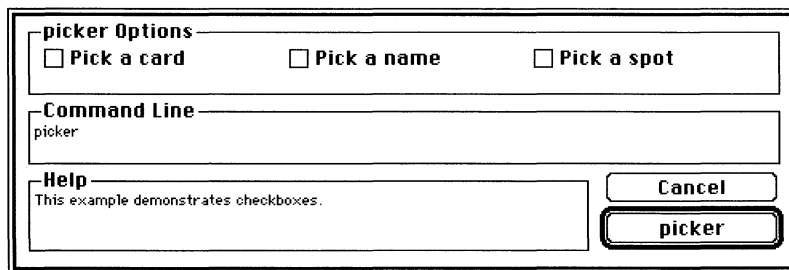 picker Options
Pick a card Pick a name Pick a spot
Command Line
picker
Help
This example demonstrates checkboxes.
Cancel
picker